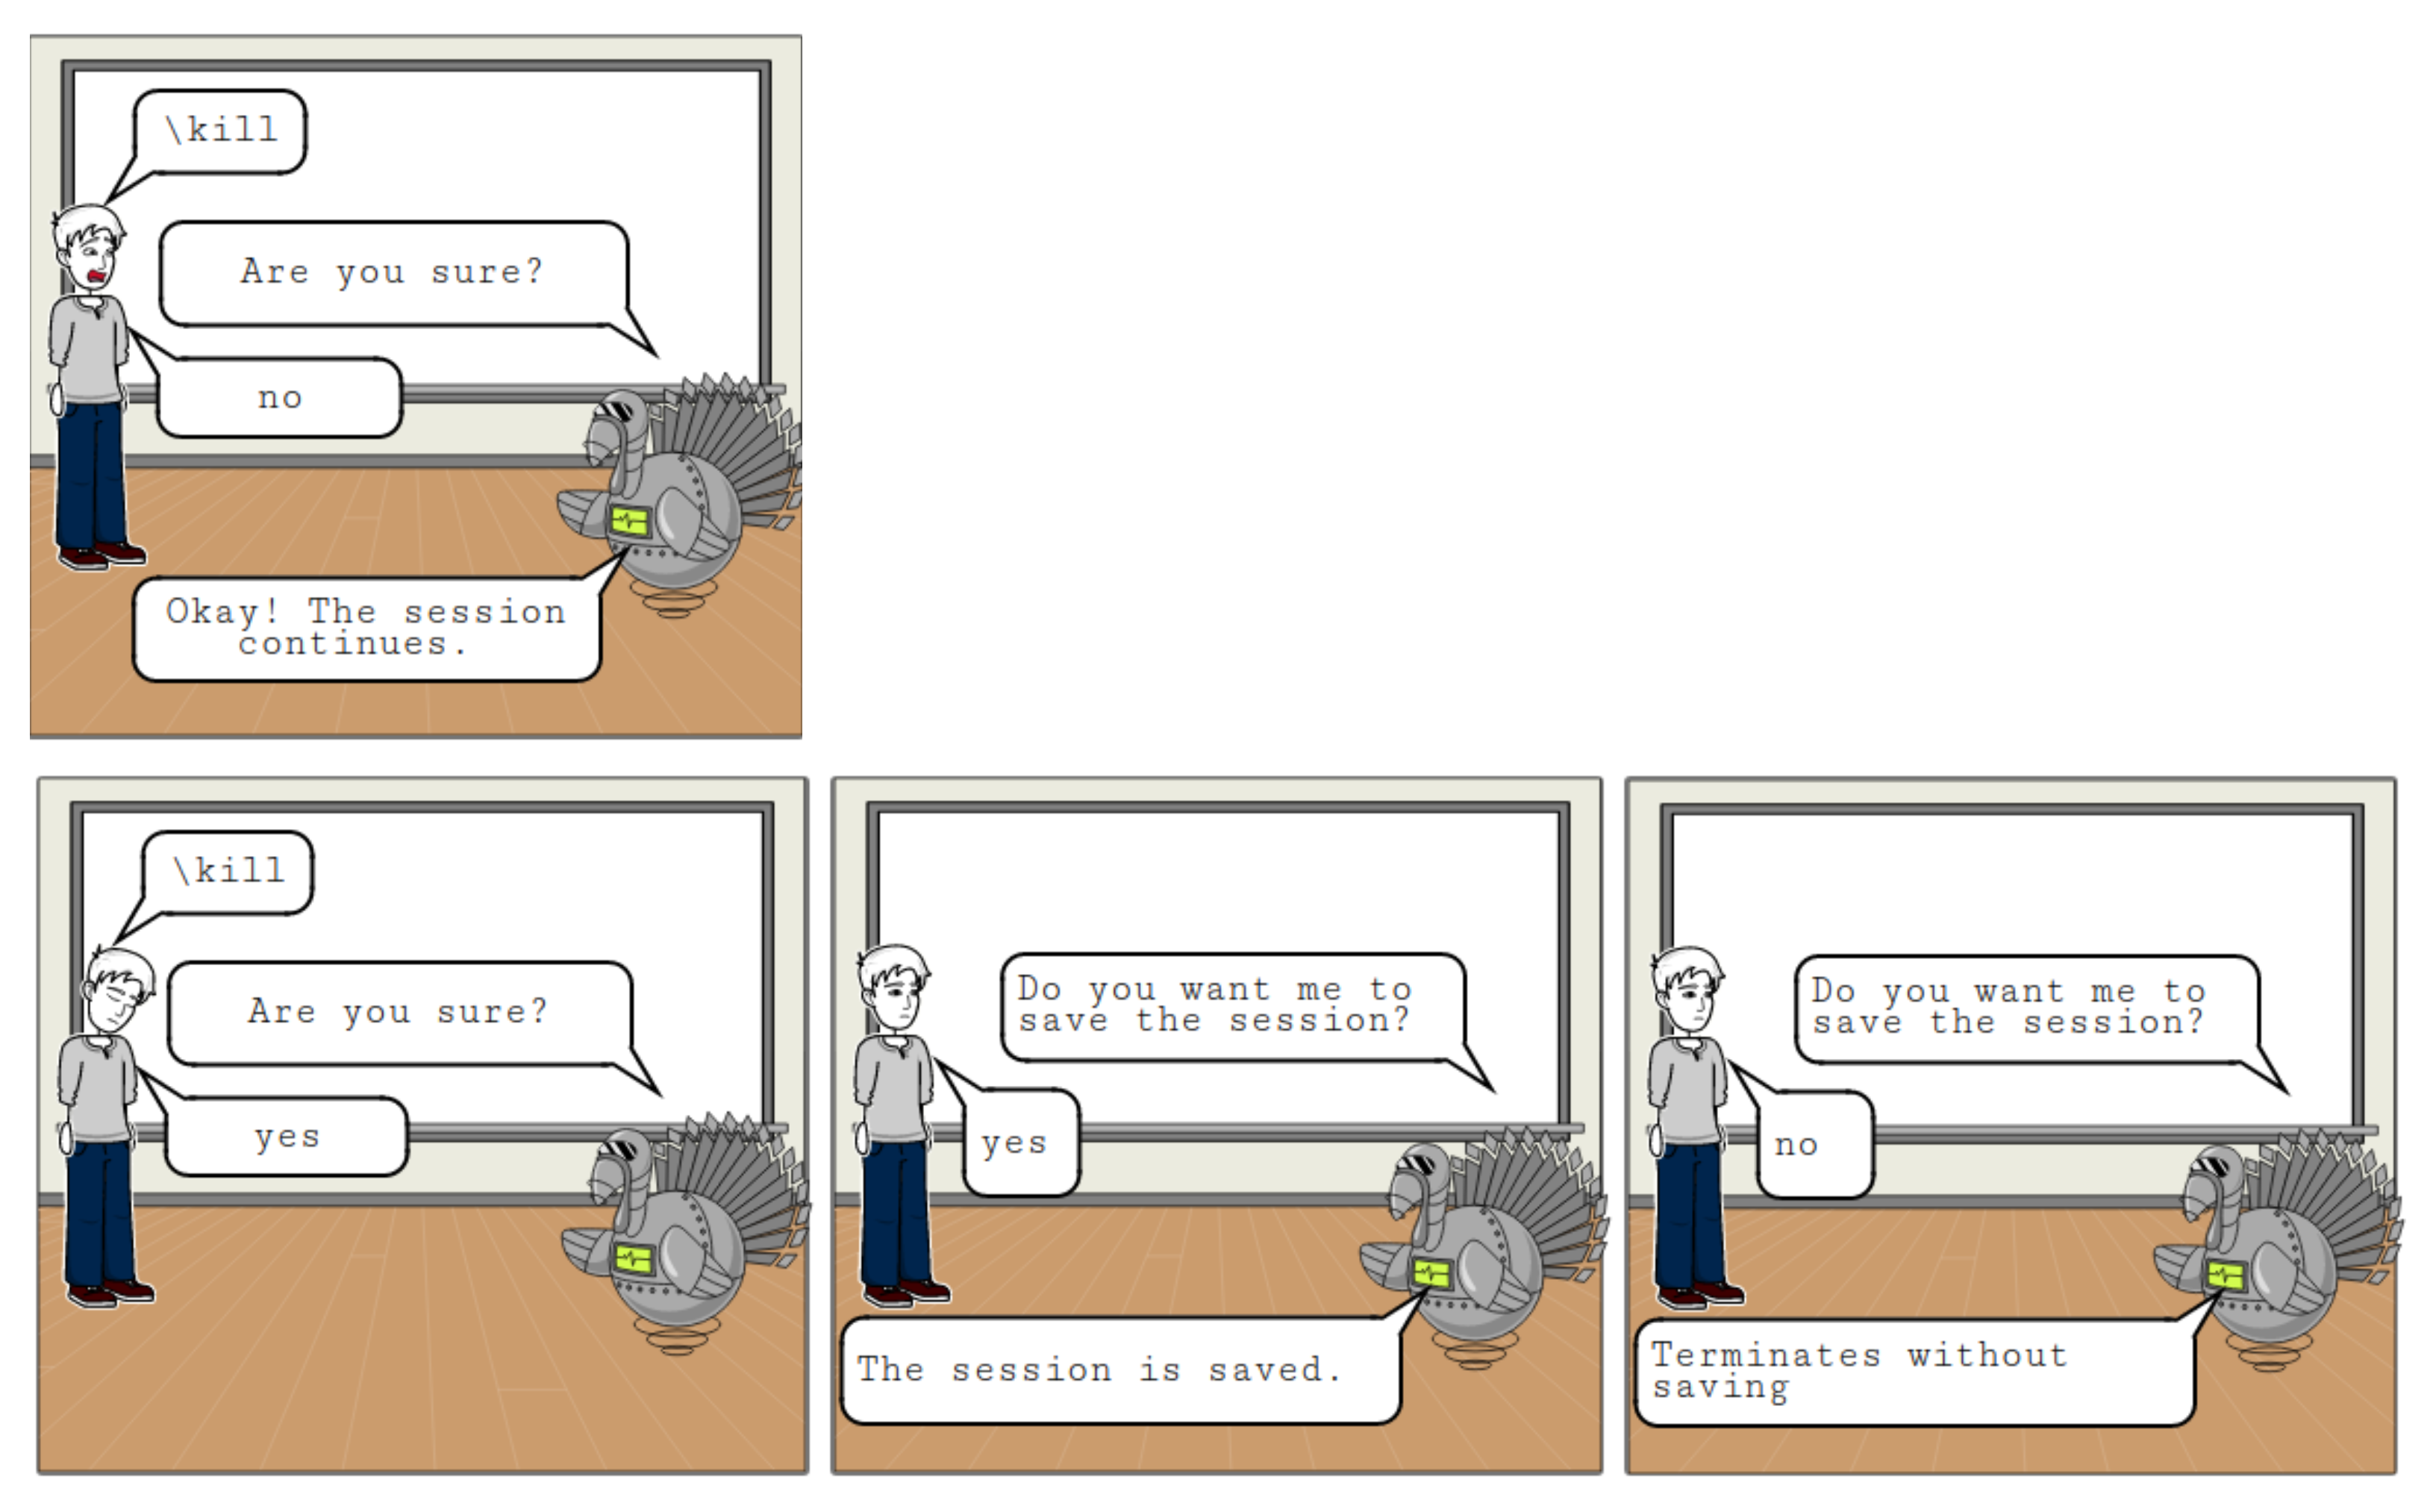 \kill
Are you sure?
no
Okay! The session
continues.
\kill
Are you sure?
yes
Do you want me to
save the session?
yes
The session is saved.
Do you want me to
save the session?
no
Terminates without
saving